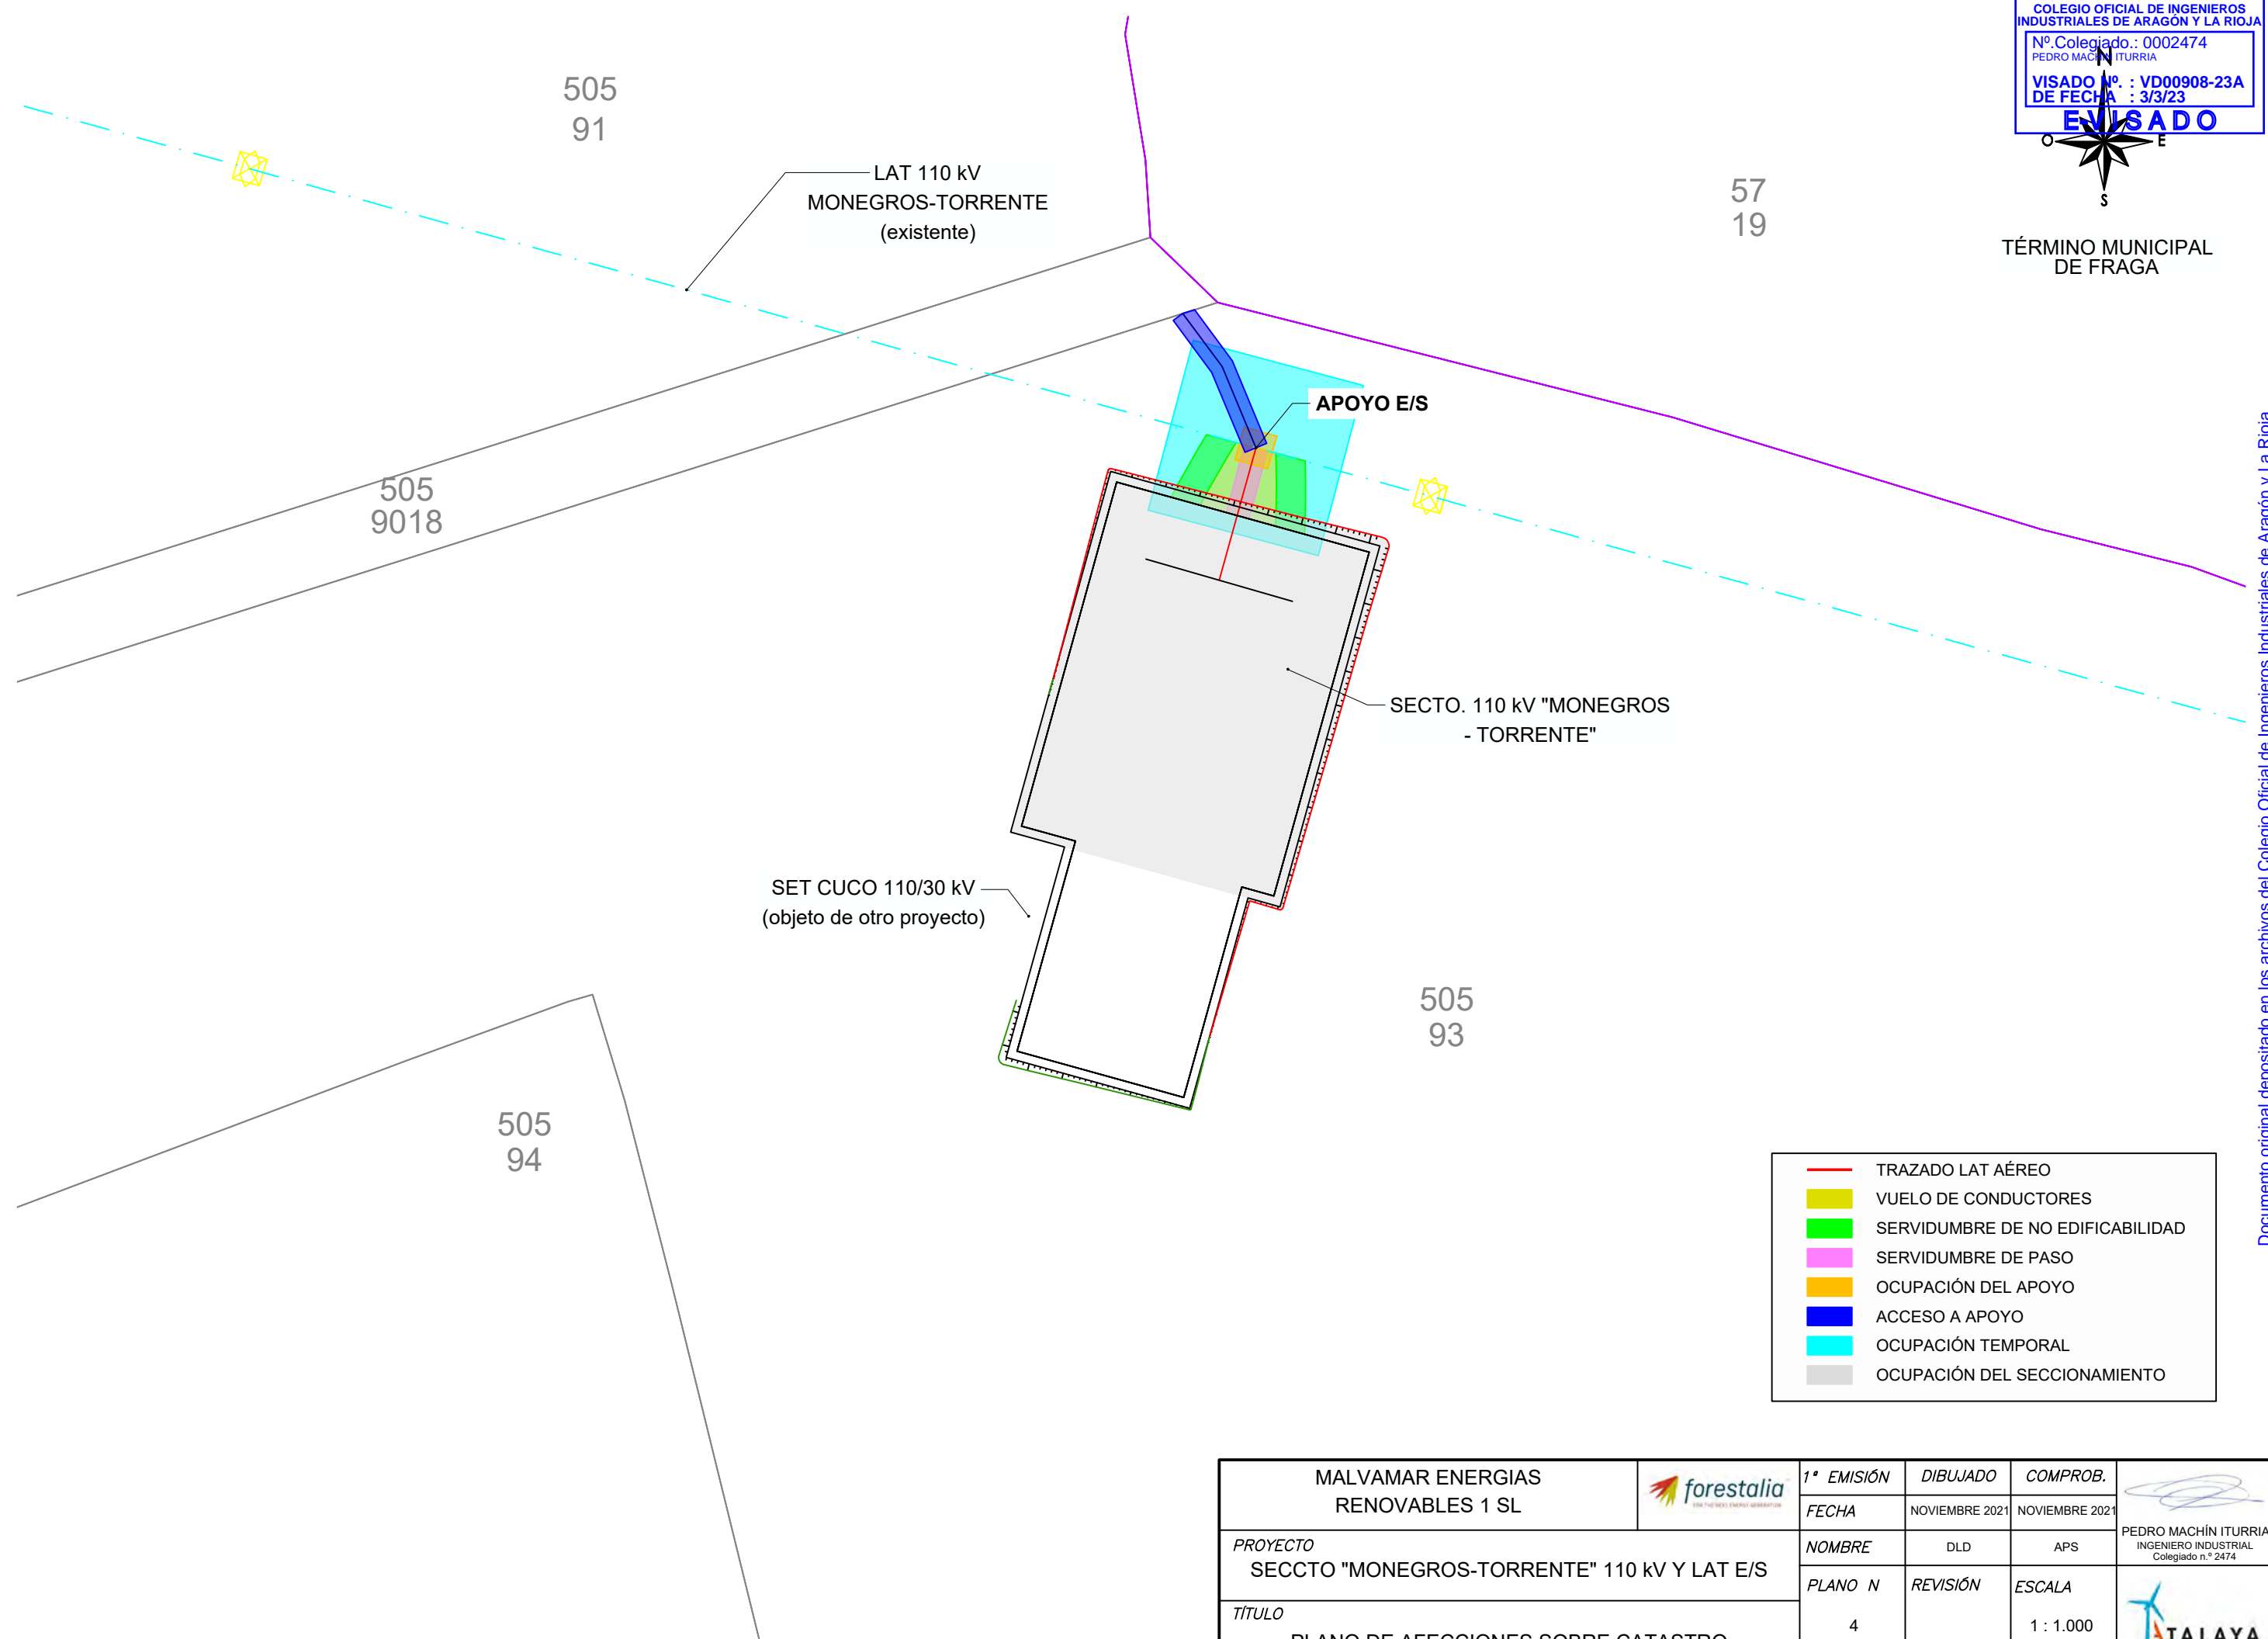 COLEGIO OFICIAL DE INGENIEROS
INDUSTRIALES DE ARAGÓN Y LA RIOJA
Nº.Colegiado.: 0002474
PEDRO MACHÍN ITURRIA
VISADO Nº. : VD00908-23A
DE FECHA : 3/3/23
E-VISADO
N
O
E
S
TÉRMINO MUNICIPAL
DE FRAGA
505
91
57
19
LAT 110 kV
MONEGROS-TORRENTE
(existente)
APOYO E/S
505
9018
SECTO. 110 kV "MONEGROS
- TORRENTE"
SET CUCO 110/30 kV
(objeto de otro proyecto)
505
93
505
94
Documento original depositado en los archivos del Colegio Oficial de Ingenieros Industriales de Aragón y La Rioja
TRAZADO LAT AÉREO
VUELO DE CONDUCTORES
SERVIDUMBRE DE NO EDIFICABILIDAD
SERVIDUMBRE DE PASO
OCUPACIÓN DEL APOYO
ACCESO A APOYO
OCUPACIÓN TEMPORAL
OCUPACIÓN DEL SECCIONAMIENTO
MALVAMAR ENERGIAS
RENOVABLES 1 SL
forestalia
1ª EMISIÓN
DIBUJADO
COMPROB.
FECHA
NOVIEMBRE 2021
NOVIEMBRE 2021
NOMBRE
DLD
APS
PEDRO MACHÍN ITURRIA
INGENIERO INDUSTRIAL
Colegiado n.º 2474
PROYECTO
SECCTO "MONEGROS-TORRENTE" 110 kV Y LAT E/S
PLANO N
4
REVISIÓN
ESCALA
1 : 1.000
TÍTULO
PLANO DE AFECCIONES SOBRE CATASTRO
ATALAYA